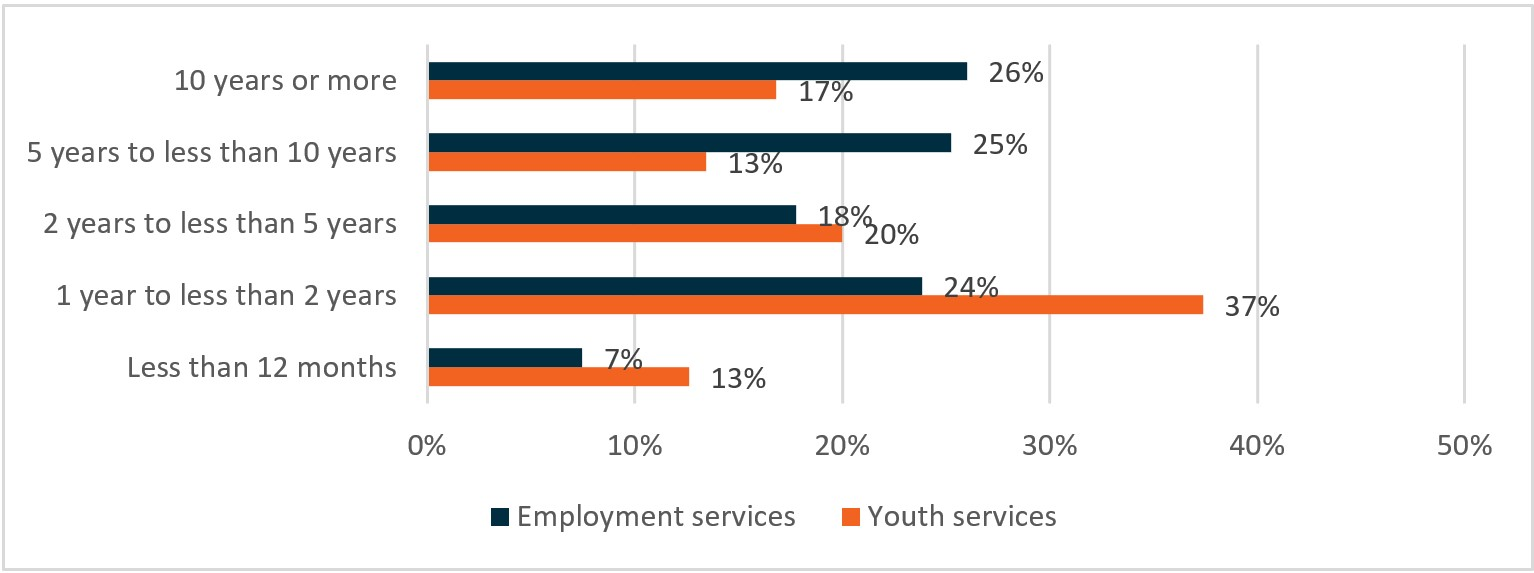 10 years or more
26%
17%
5 years to less than 10 years
25%
13%
2 years to less than 5 years
18%
20%
1 year to less than 2 years
24%
37%
Less than 12 months
7%
13%
0% 10% 20% 30% 40% 50%
Employment services Youth services